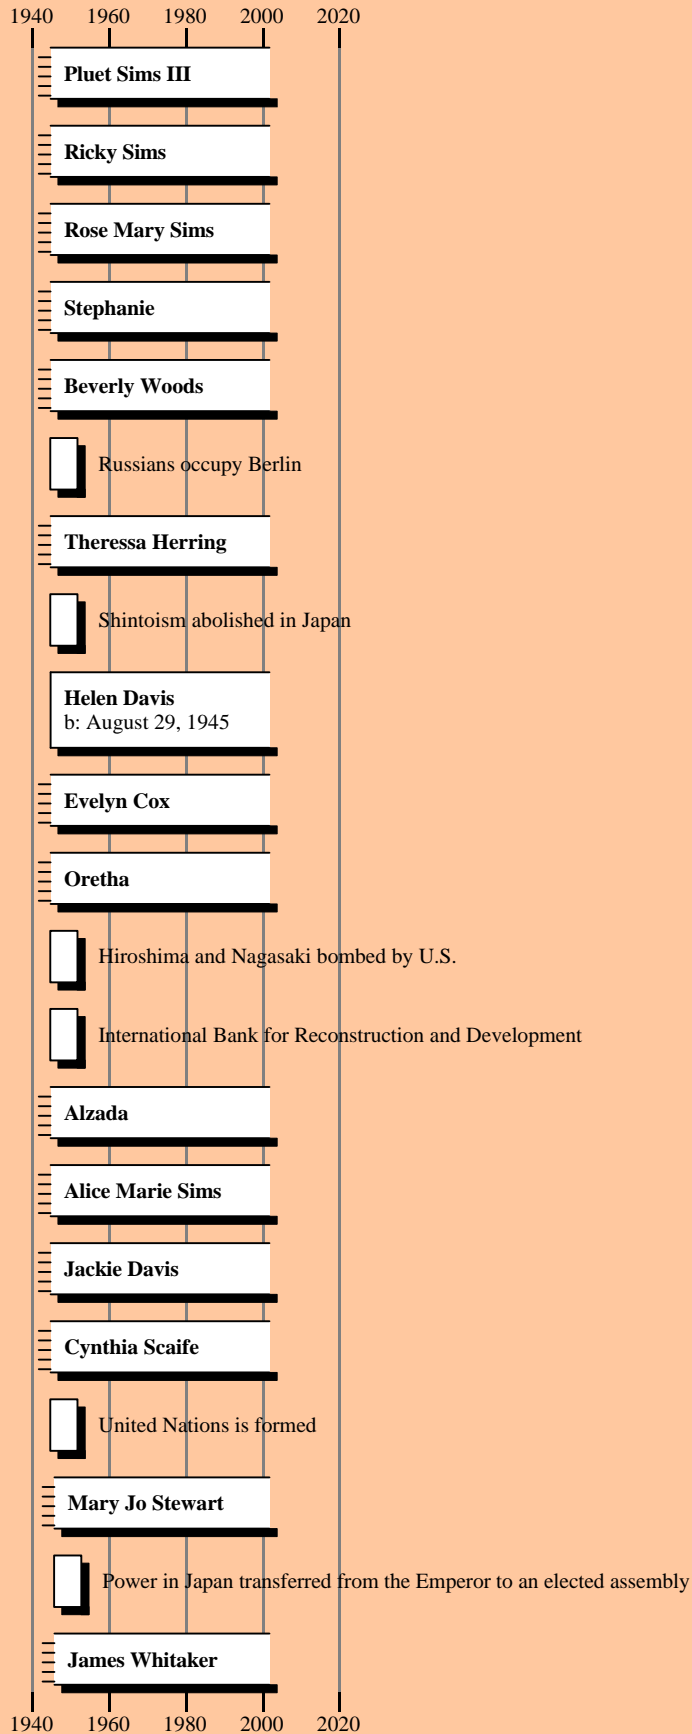 1940 1960 1980 2000 2020
Pluet Sims III
Ricky Sims
Rose Mary Sims
Stephanie
Beverly Woods
Russians occupy Berlin
Theressa Herring
Shintoism abolished in Japan
Helen Davis
b: August 29, 1945
Evelyn Cox
Oretha
Hiroshima and Nagasaki bombed by U.S.
International Bank for Reconstruction and Development
Alzada
Alice Marie Sims
Jackie Davis
Cynthia Scaife
United Nations is formed
Mary Jo Stewart
Power in Japan transferred from the Emperor to an elected assembly
James Whitaker
1940 1960 1980 2000 2020